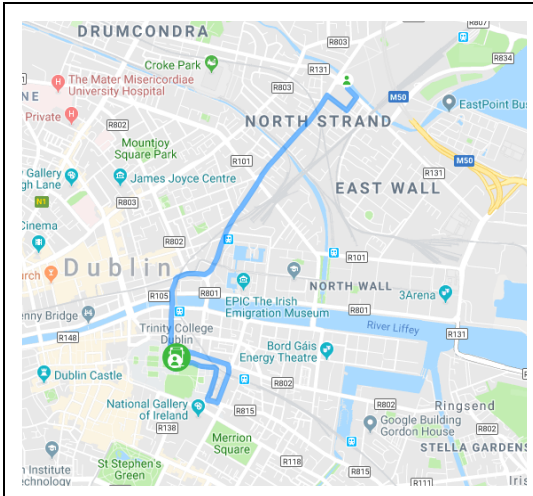 DRUMCONDRA
R807
Croke Park
R803
R131
R834
The Mater Misericordiae
University Hospital
R803
M50
NE
EastPoint Bus
Private
R802
NORTH STRAND
Mountjoy
Square Park
R101
M50
R131
y Gallery
gh Lane
James Joyce Centre
EAST WALL
N1
R803
Cinema
R802
R101
urch
Dublin
NORTH WALL
R105
R801
3Arena
EPIC The Irish
Emigration Museum
R801
enny Bridge
River Liffey
R148
Trinity College
Dublin
R131
Bord Gáis
Energy Theatre
Dublin Castle
R802
National Gallery
of Ireland
R815
Ringsend
R138
Google Building
Gordon House
R802
Merrion
Square
STELLA GARDENS
R118
St Stephen's
Green
n Institute
echnology
R815
R111
Iris